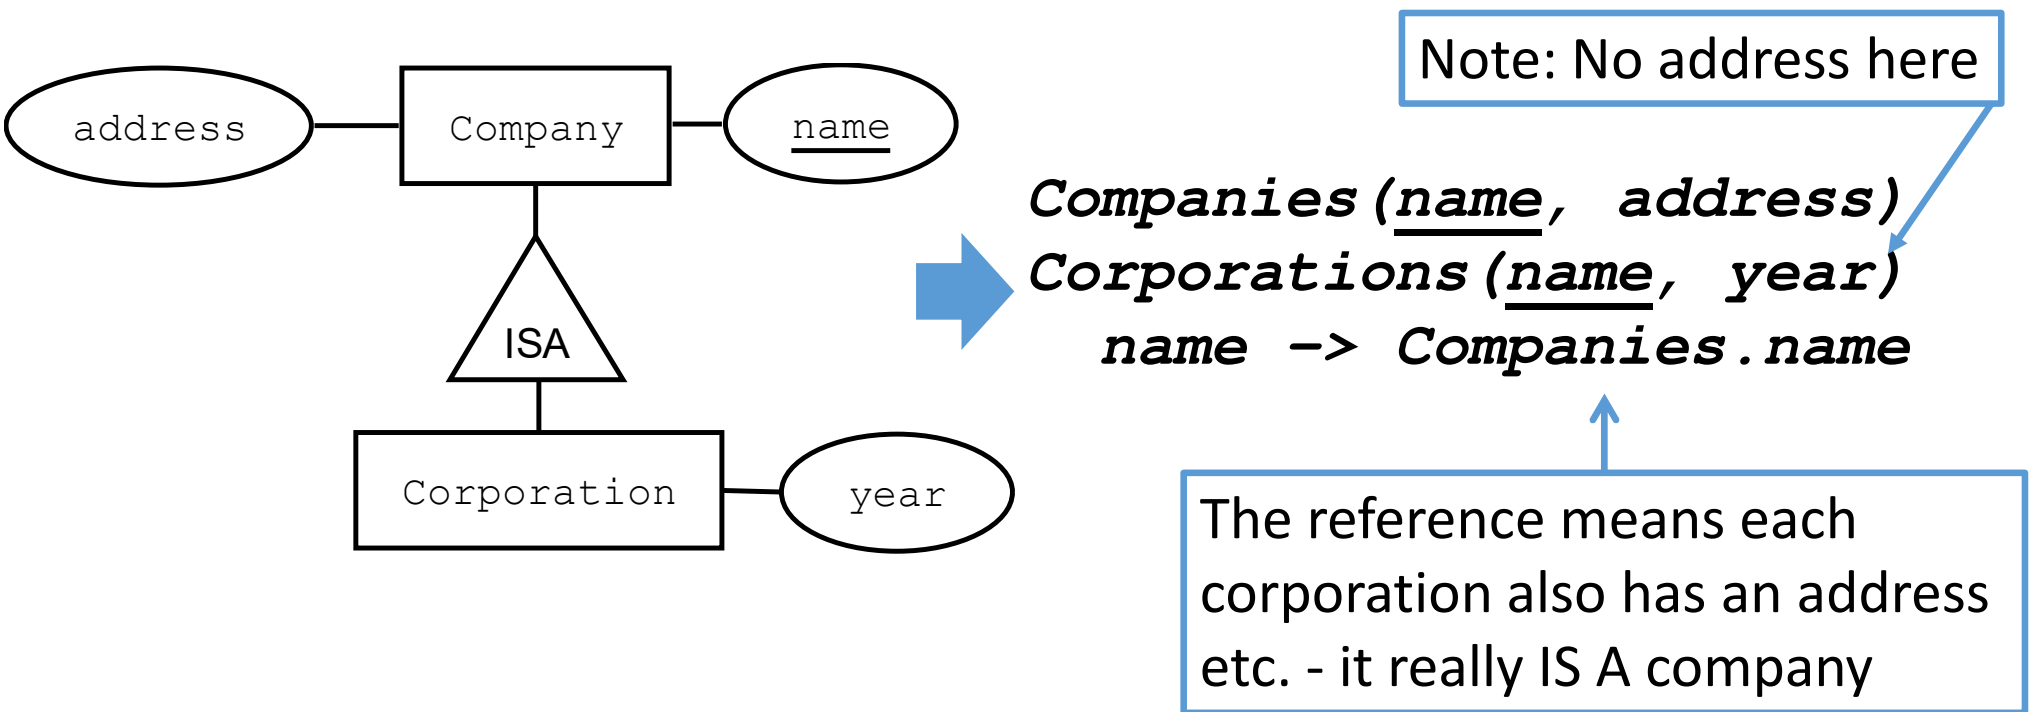 address
Company
name
ISA
Corporation
year
Note: No address here
Companies(name, address)
Corporations(name, year)
name -> Companies.name
The reference means each
corporation also has an address
etc. - it really IS A company